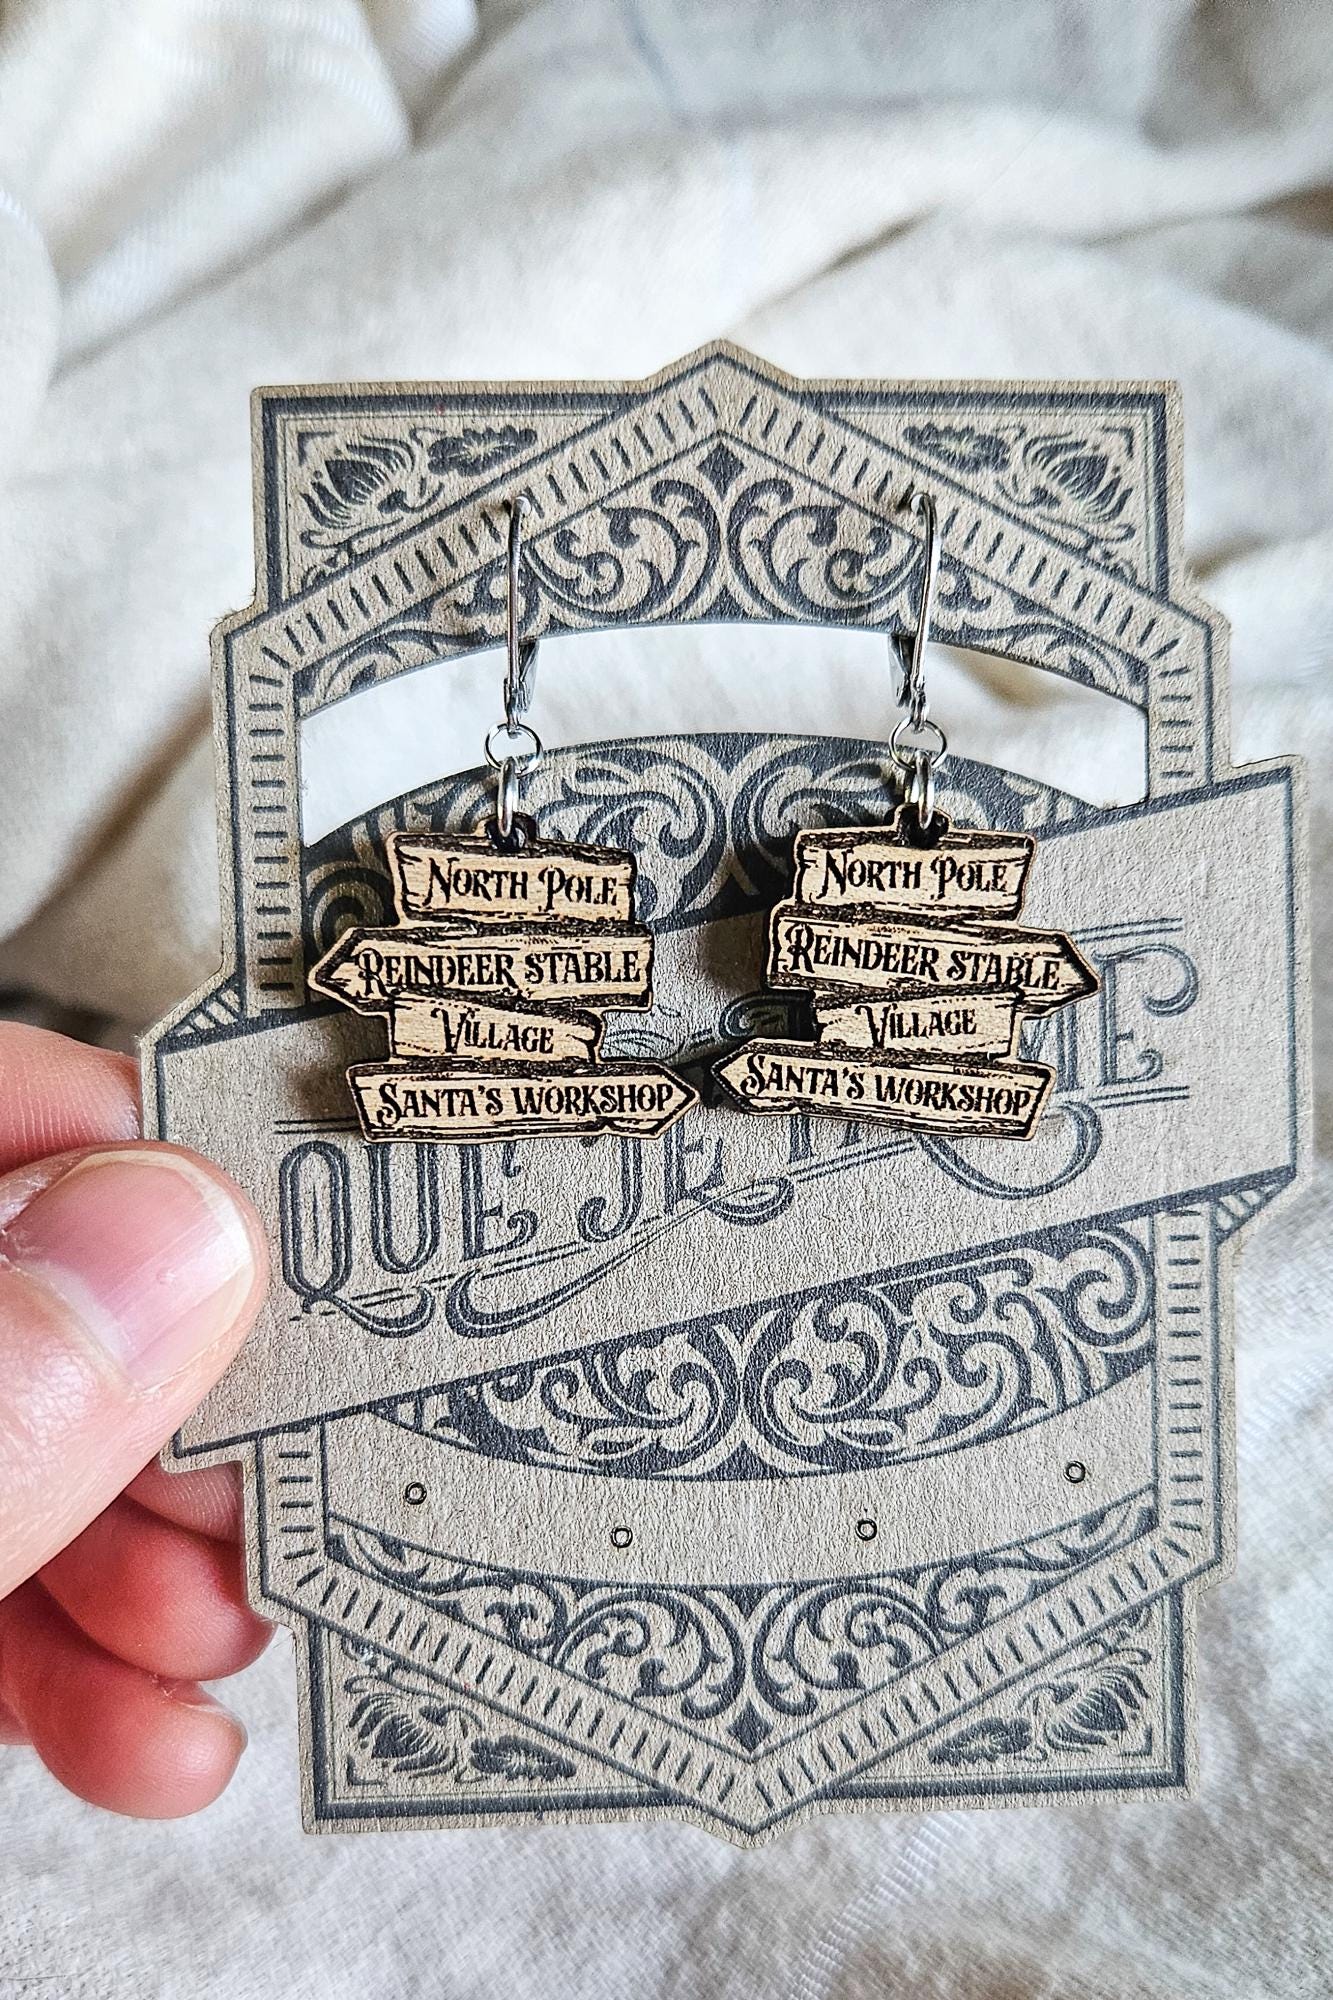 North Pole
Reindeer Stable
Village
Santa's Workshop
North Pole
Reindeer Stable
Village
Santa's Workshop
QUE JE